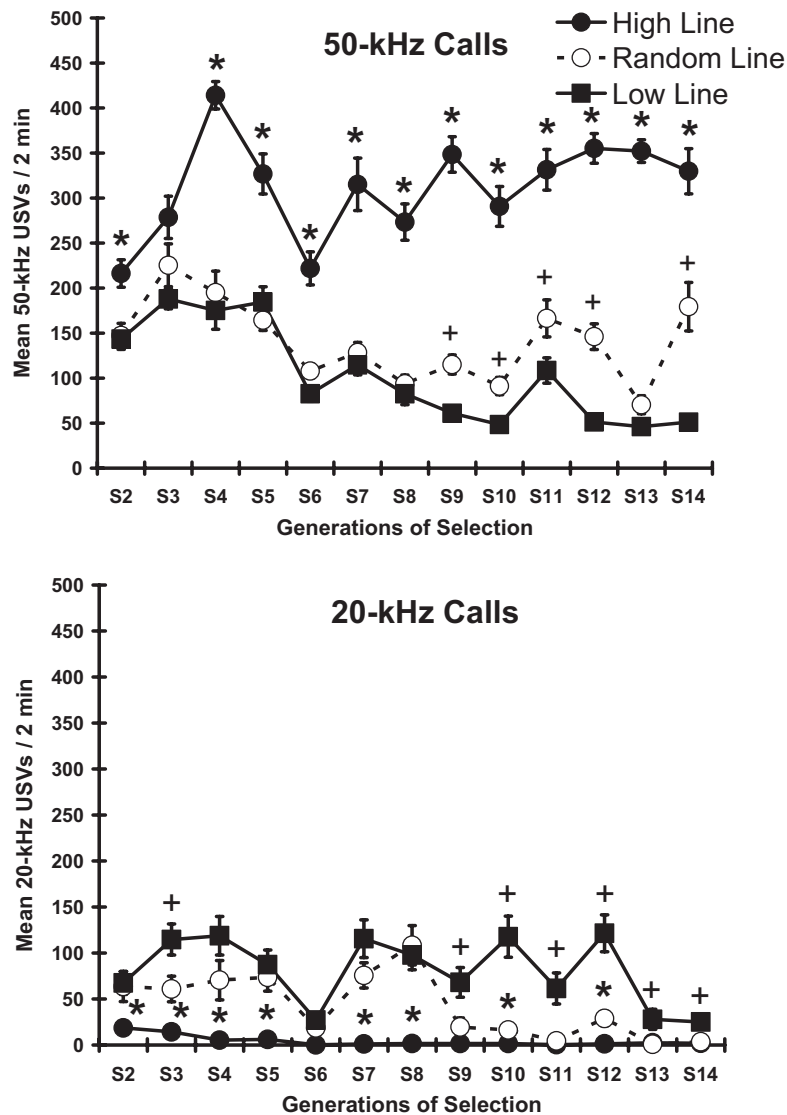 50-kHz Calls
High Line
Random Line
Low Line
Mean 50-kHz USVs / 2 min
500
450
400
350
300
250
200
150
100
50
0
* * * * * * * * * * * *
+ + + + +
S2 S3 S4 S5 S6 S7 S8 S9 S10 S11 S12 S13 S14
Generations of Selection
20-kHz Calls
Mean 20-kHz USVs / 2 min
500
450
400
350
300
250
200
150
100
50
0
+ + + + + + +
* * * * * * * *
S2 S3 S4 S5 S6 S7 S8 S9 S10 S11 S12 S13 S14
Generations of Selection